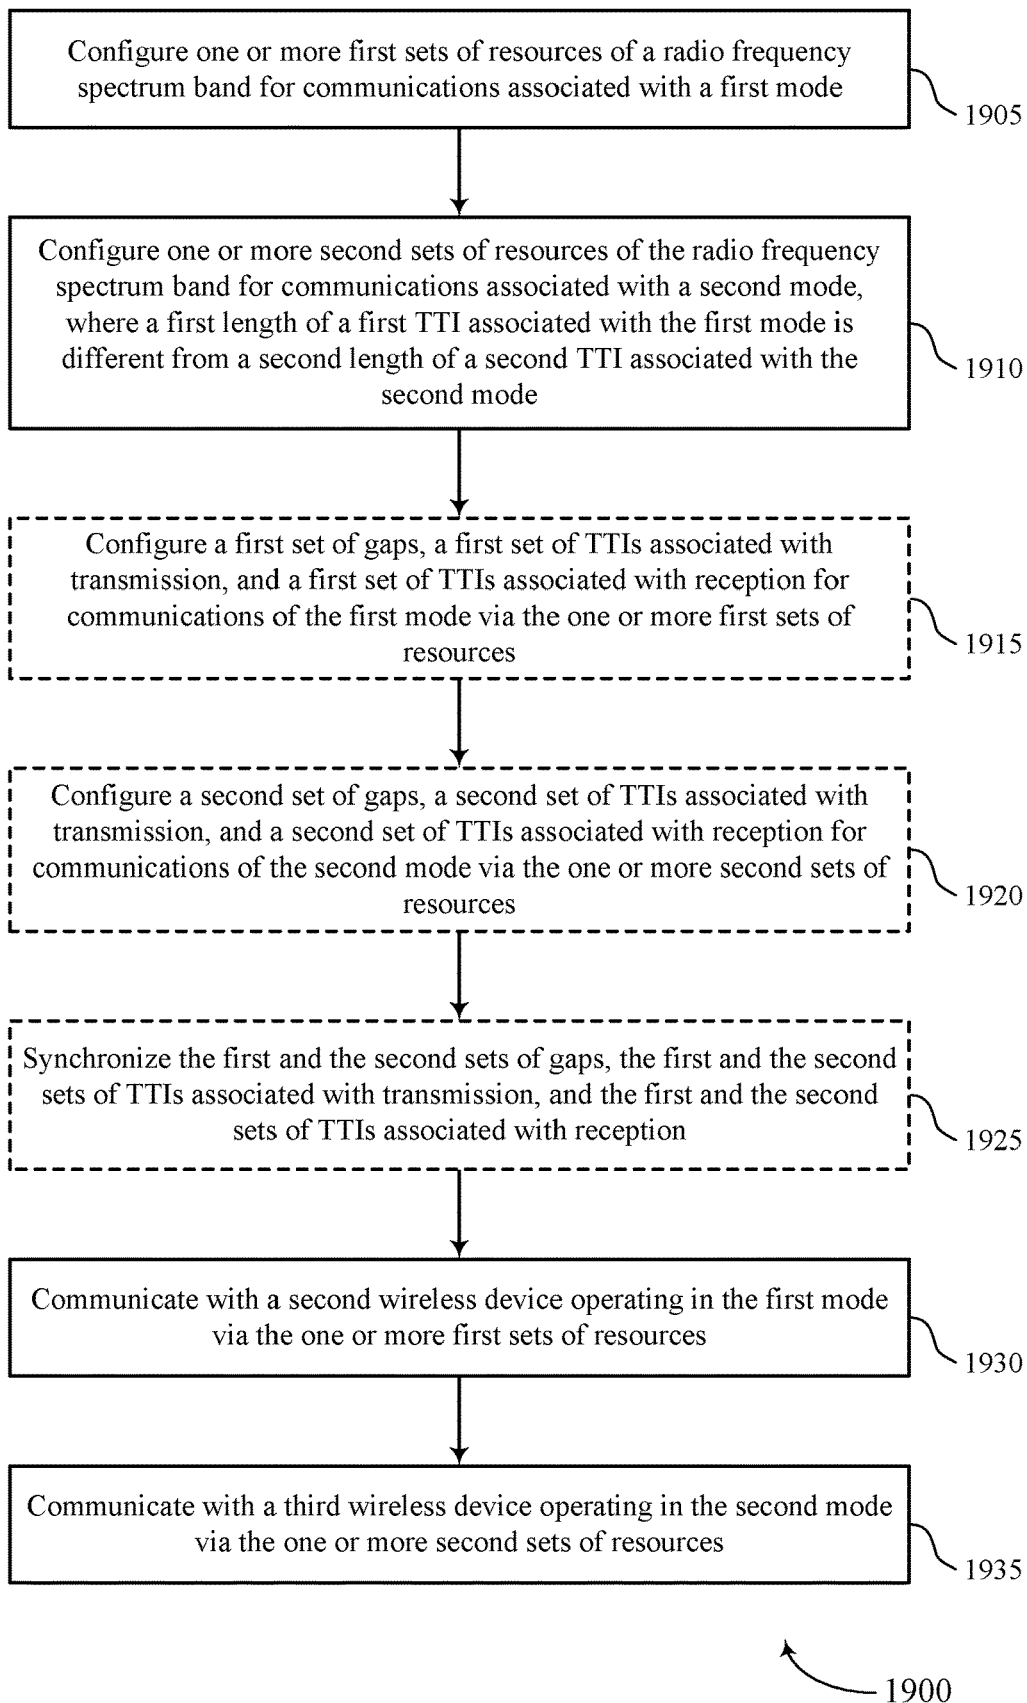 Configure one or more first sets of resources of a radio frequency
spectrum band for communications associated with a first mode
1905
Configure one or more second sets of resources of the radio frequency
spectrum band for communications associated with a second mode,
where a first length of a first TTI associated with the first mode is
different from a second length of a second TTI associated with the
second mode
1910
Configure a first set of gaps, a first set of TTIs associated with
transmission, and a first set of TTIs associated with reception for
communications of the first mode via the one or more first sets of
resources
1915
Configure a second set of gaps, a second set of TTIs associated with
transmission, and a second set of TTIs associated with reception for
communications of the second mode via the one or more second sets of
resources
1920
Synchronize the first and the second sets of gaps, the first and the second
sets of TTIs associated with transmission, and the first and the second
sets of TTIs associated with reception
1925
Communicate with a second wireless device operating in the first mode
via the one or more first sets of resources
1930
Communicate with a third wireless device operating in the second mode
via the one or more second sets of resources
1935
1900